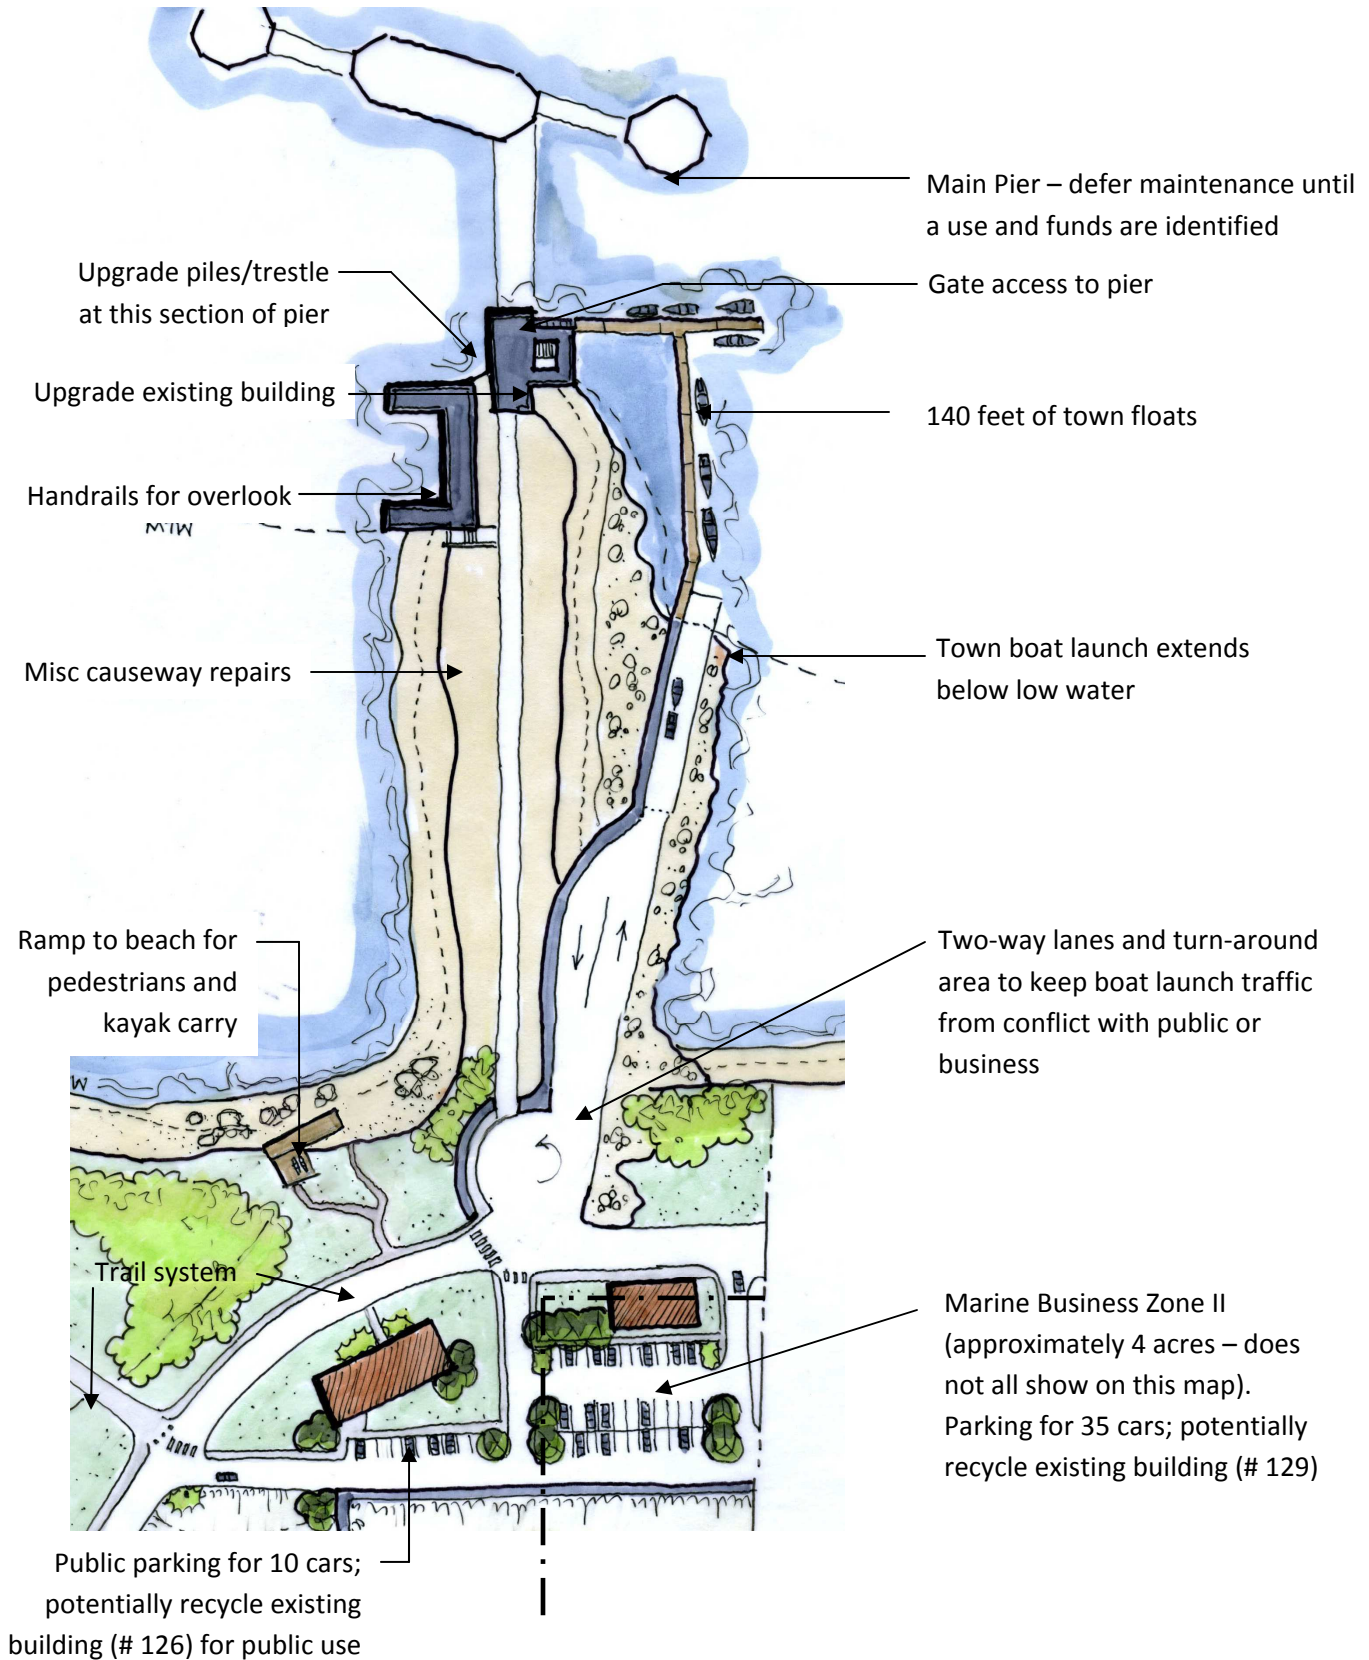 Main Pier – defer maintenance until
a use and funds are identified
Upgrade piles/trestle
at this section of pier
Gate access to pier
Upgrade existing building
140 feet of town floats
Handrails for overlook
MLW
Town boat launch extends
below low water
Misc causeway repairs
Ramp to beach for
pedestrians and
kayak carry
Two-way lanes and turn-around
area to keep boat launch traffic
from conflict with public or
business
Trail system
Marine Business Zone II
(approximately 4 acres – does
not all show on this map).
Parking for 35 cars; potentially
recycle existing building (# 129)
Public parking for 10 cars;
potentially recycle existing
building (# 126) for public use